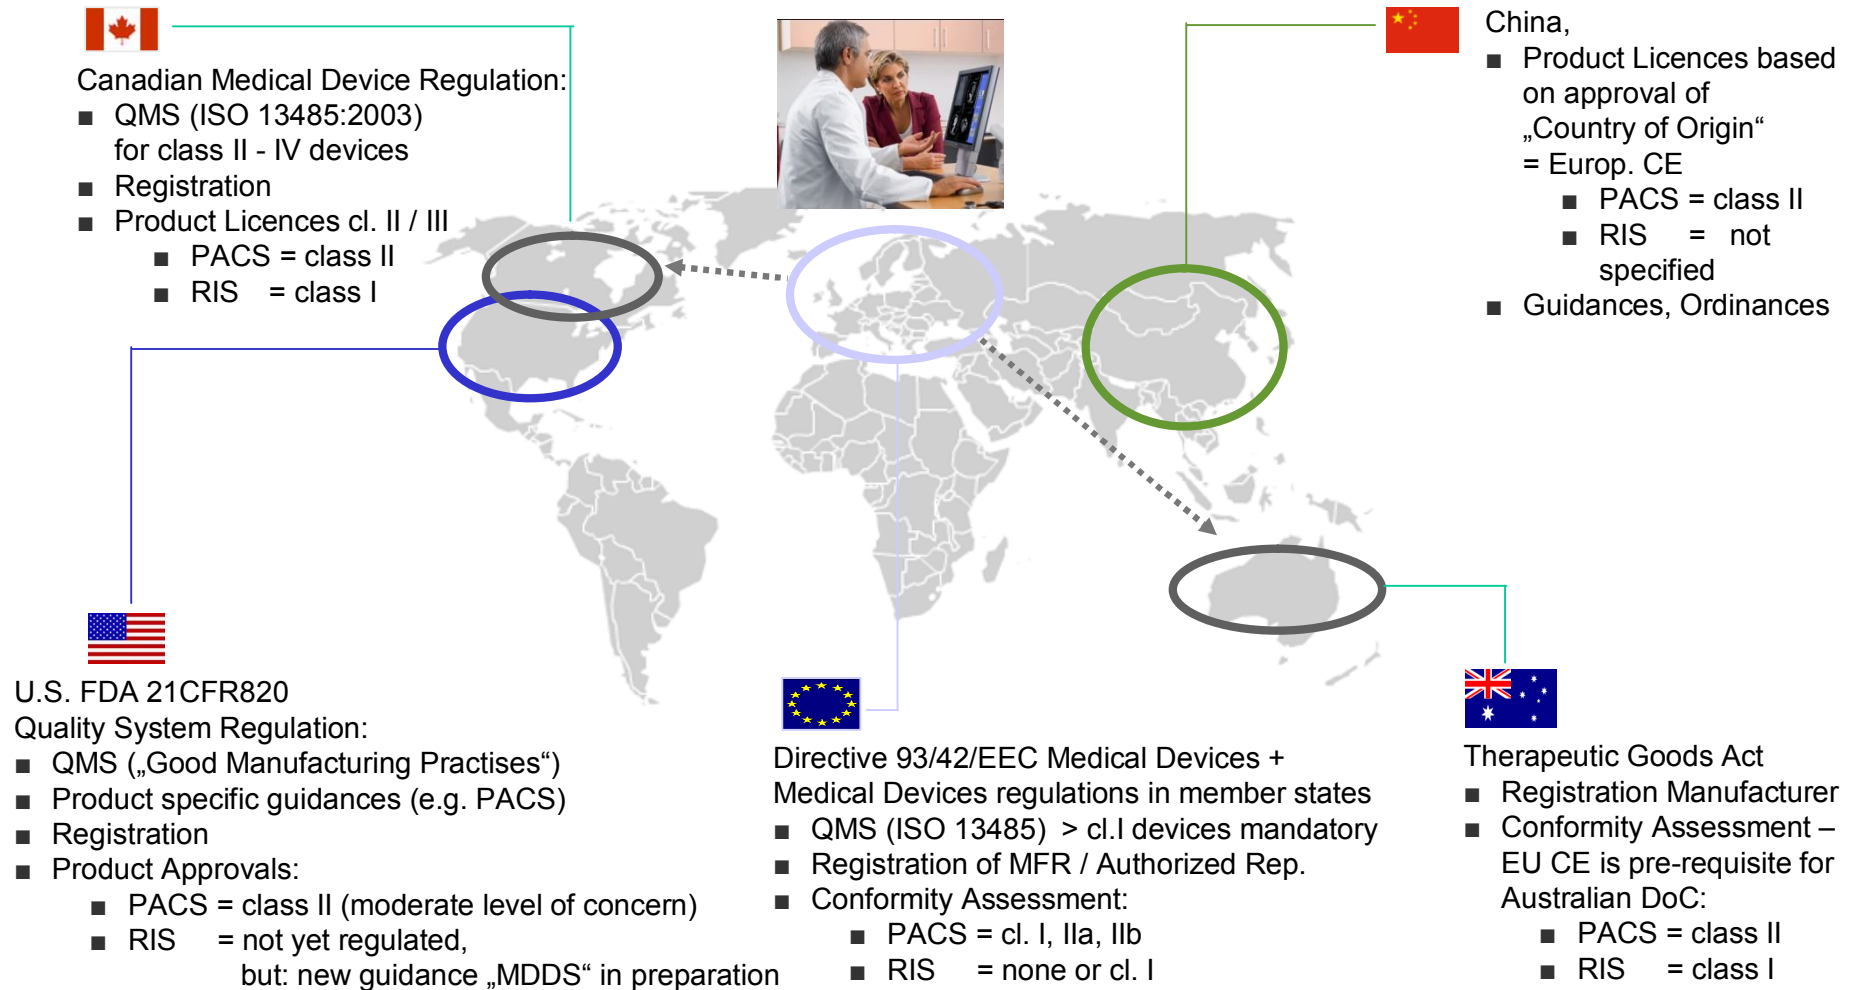 Canadian Medical Device Regulation:
■ QMS (ISO 13485:2003)
for class II - IV devices
■ Registration
■ Product Licences cl. II / III
■ PACS = class II
■ RIS = class I
China,
■ Product Licences based
on approval of
„Country of Origin“
= Europ. CE
■ PACS = class II
■ RIS = not
specified
■ Guidances, Ordinances
U.S. FDA 21CFR820
Quality System Regulation:
■ QMS („Good Manufacturing Practises“)
■ Product specific guidances (e.g. PACS)
■ Registration
■ Product Approvals:
■ PACS = class II (moderate level of concern)
■ RIS = not yet regulated,
but: new guidance „MDDS“ in preparation
Directive 93/42/EEC Medical Devices +
Medical Devices regulations in member states
■ QMS (ISO 13485) > cl.I devices mandatory
■ Registration of MFR / Authorized Rep.
■ Conformity Assessment:
■ PACS = cl. I, IIa, IIb
■ RIS = none or cl. I
Therapeutic Goods Act
■ Registration Manufacturer
■ Conformity Assessment –
EU CE is pre-requisite for
Australian DoC:
■ PACS = class II
■ RIS = class I